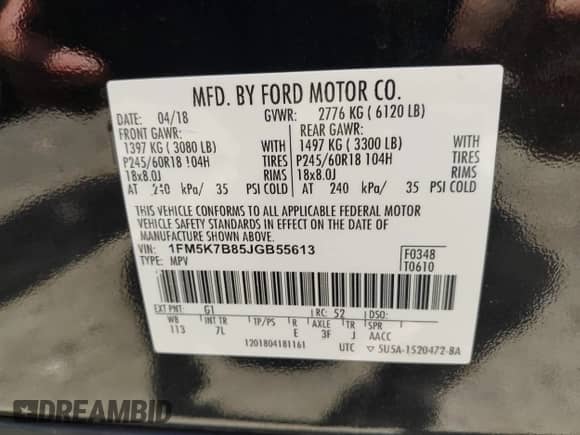 MFD. BY FORD MOTOR CO.
DATE: 04/18 GVWR: 2776 KG ( 6120 LB)
FRONT GAWR: REAR GAWR:
1397 KG ( 3080 LB) WITH 1497 KG ( 3300 LB) WITH
P245/60R18 104H TIRES P245/60R18 104H TIRES
18x8.0J RIMS 18x8.0J RIMS
AT 240 kPa/ 35 PSI COLD AT 240 kPa/ 35 PSI COLD
THIS VEHICLE CONFORMS TO ALL APPLICABLE FEDERAL MOTOR
VEHICLE SAFETY STANDARDS IN EFFECT ON THE DATE OF
MANUFACTURE SHOWN ABOVE.
VIN: 1FM5K7B85JGB55613 F0348
TYPE: MPV T0610
EXT PNT: G1 RC: 52 DSO:
WB INT TR TP/PS R AXLE TR SPR
113 7L E 3F J AACC
1201804181161 UTC ▽ 5U5A-1520472-BA
DREAMBID